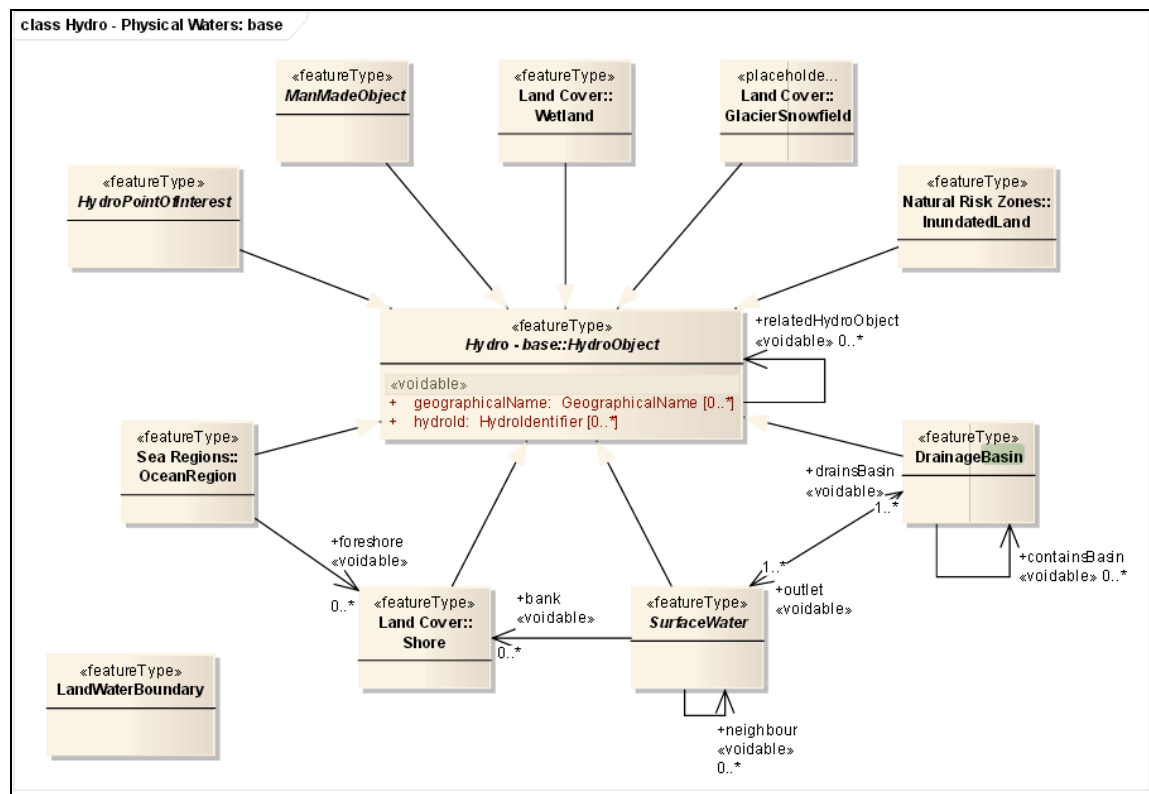 class Hydro - Physical Waters: base
«featureType»
ManMadeObject
«featureType»
Land Cover::
Wetland
«placeholde...
Land Cover::
GlacierSnowfield
«featureType»
HydroPointOfInterest
«featureType»
Natural Risk Zones::
InundatedLand
«featureType»
Hydro - base::HydroObject
«voidable»
+ geographicalName: GeographicalName [0..*]
+ hydroId: HydroIdentifier [0..*]
+relatedHydroObject
«voidable» 0..*
«featureType»
Sea Regions::
OceanRegion
«featureType»
DrainageBasin
+drainsBasin
«voidable»
1..*
+containsBasin
«voidable» 0..*
+foreshore
«voidable»
0..*
«featureType»
Land Cover::
Shore
+bank
«voidable»
0..*
«featureType»
SurfaceWater
1..*
+outlet
«voidable»
+neighbour
«voidable»
0..*
«featureType»
LandWaterBoundary